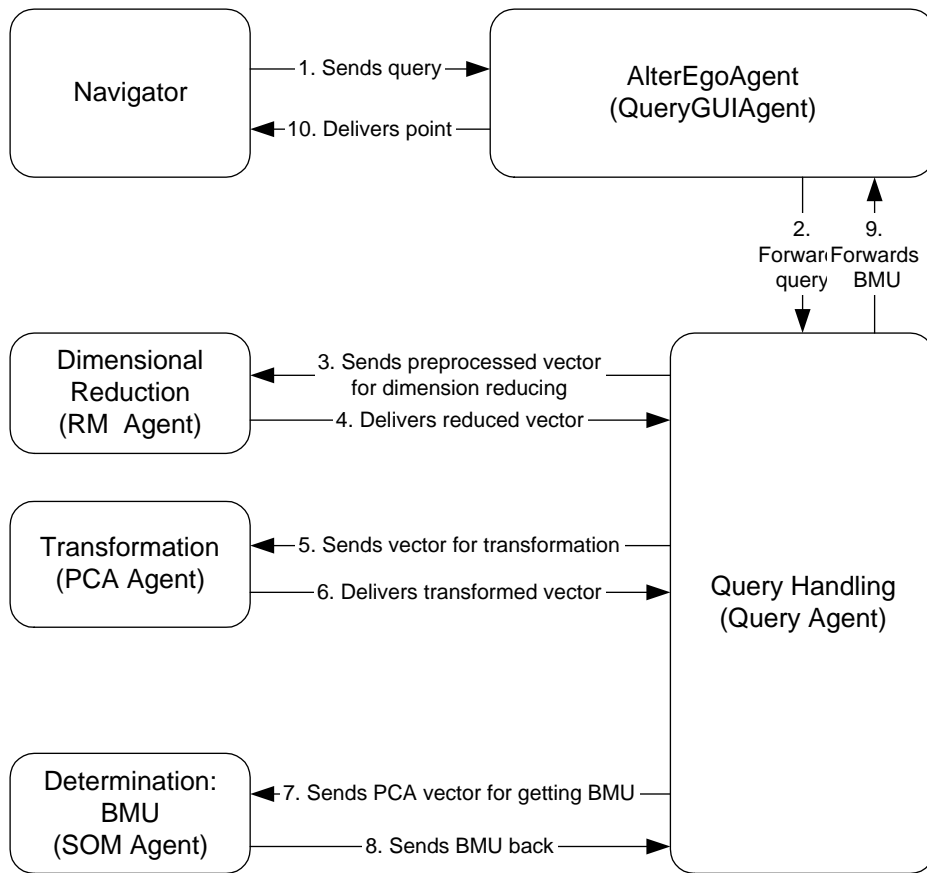 Navigator
1. Sends query
10. Delivers point
AlterEgoAgent
(QueryGUIAgent)
2.
Forward
query
9.
Forwards
BMU
Dimensional
Reduction
(RM Agent)
3. Sends preprocessed vector
for dimension reducing
4. Delivers reduced vector
Transformation
(PCA Agent)
5. Sends vector for transformation
6. Delivers transformed vector
Query Handling
(Query Agent)
Determination:
BMU
(SOM Agent)
7. Sends PCA vector for getting BMU
8. Sends BMU back